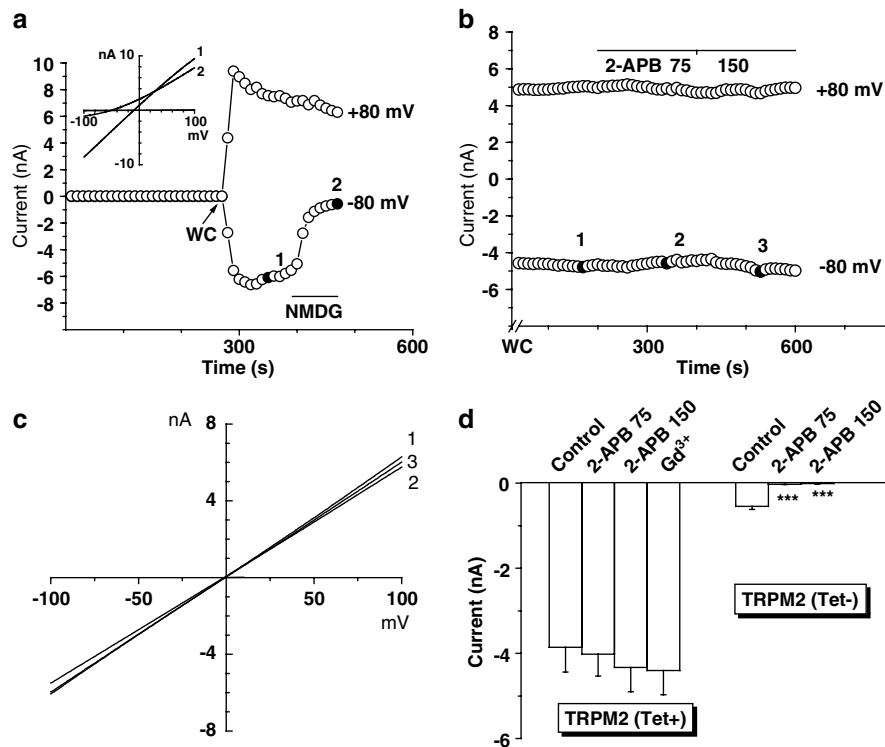 a
nA 10
1
2
-100
100
mV
-10
10
8
6
4
2
0
-2
-4
-6
-8
Current (nA)
+80 mV
WC
2
-80 mV
1
NMDG
300
600
Time (s)
b
2-APB 75 150
8
6
4
2
0
-2
-4
-6
Current (nA)
+80 mV
1
2
3
-80 mV
WC
300
600
Time (s)
c
nA
8
4
1
3
2
-100
-50
50
100
mV
-4
-8
d
Control
2-APB 75
2-APB 150
Gd³⁺
Control
2-APB 75
2-APB 150
0
-2
-4
-6
Current (nA)
***
***
TRPM2 (Tet-)
TRPM2 (Tet+)